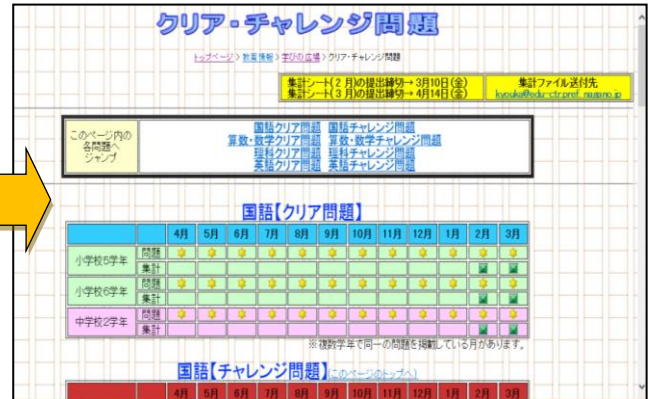 クリア・チャレンジ問題
トップページ > 教育情報 > 学びの広場 > クリア・チャレンジ問題
集計シート(2月)の提出締切→ 3月10日(金)
集計シート(3月)の提出締切→ 4月14日(金)
集計ファイル送付先
kyouka@edu-ctr.pref.nagano.jp
このページ内の
各問題へ
ジャンプ
国語クリア問題 国語チャレンジ問題
算数・数学クリア問題 算数・数学チャレンジ問題
理科クリア問題 理科チャレンジ問題
英語クリア問題 英語チャレンジ問題
国語【クリア問題】
4月 5月 6月 7月 8月 9月 10月 11月 12月 1月 2月 3月
小学校5学年 問題
集計
小学校6学年 問題
集計
中学校2学年 問題
集計
※複数学年で同一の問題を掲載している月があります。
国語【チャレンジ問題】(このページのトップへ)
4月 5月 6月 7月 8月 9月 10月 11月 12月 1月 2月 3月